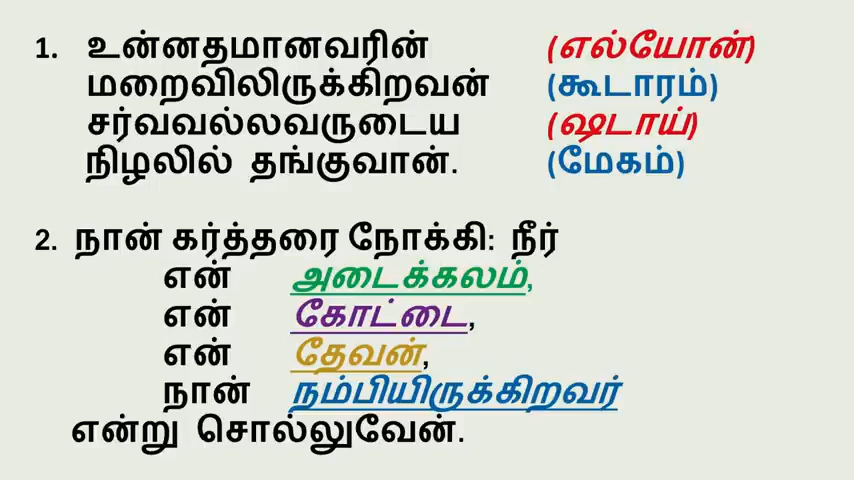 1. உன்னதமானவரின் (எல்யோன்)
மறைவிலிருக்கிறவன் (கூடாரம்)
சர்வவல்லவருடைய (ஷடாய்)
நிழலில் தங்குவான். (மேகம்)
2. நான் கர்த்தரை நோக்கி: நீர்
என் அடைக்கலம்,
என் கோட்டை,
என் தேவன்,
நான் நம்பியிருக்கிறவர்
என்று சொல்லுவேன்.